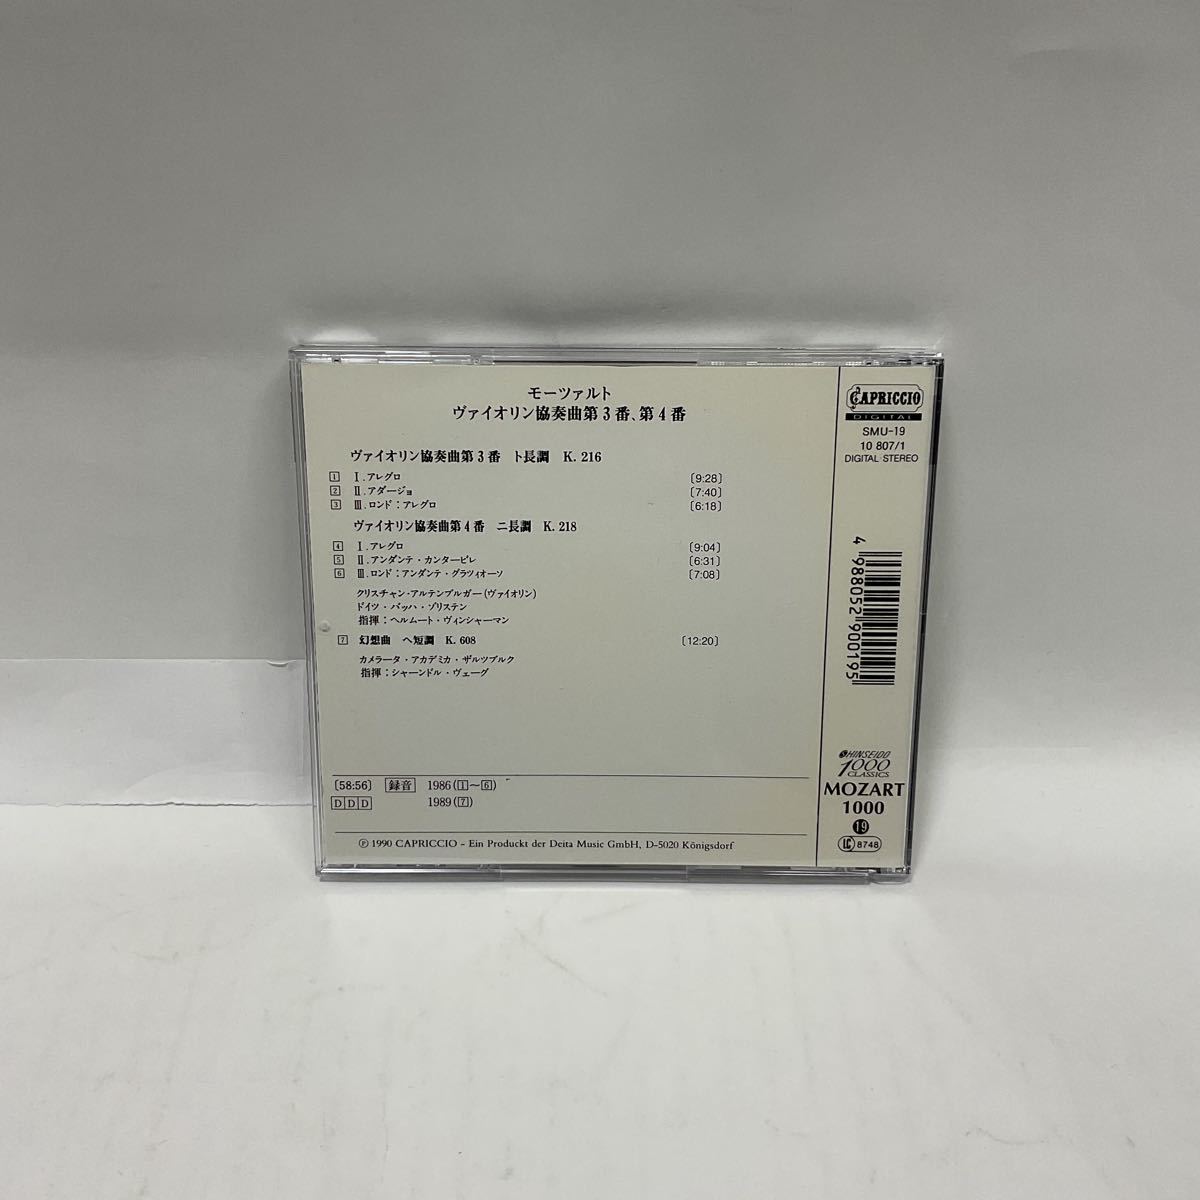 モーツァルト
ヴァイオリン協奏曲第3番、第4番
ヴァイオリン協奏曲第3番 ト長調 K. 216
1 Ⅰ.アレグロ [9:28]
2 Ⅱ.アダージョ [7:40]
3 Ⅲ.ロンド：アレグロ [6:18]
ヴァイオリン協奏曲第4番 ニ長調 K. 218
4 Ⅰ.アレグロ [9:04]
5 Ⅱ.アンダンテ・カンタービレ [6:31]
6 Ⅲ.ロンド：アンダンテ・グラツィオーソ [7:08]
クリスチャン・アルテンブルガー(ヴァイオリン)
ドイツ・バッハ・ゾリステン
指揮：ヘルムート・ヴィンシャーマン
7 幻想曲 ヘ短調 K. 608 [12:20]
カメラータ・アカデミカ・ザルツブルク
指揮：シャーンドル・ヴェーグ
[58:56] 録音 1986(1〜6)
DDD 1989(7)
Ⓟ 1990 CAPRICCIO – Ein Produckt der Deita Music GmbH, D-5020 Königsdorf
CAPRICCIO
DIGITAL
SMU-19
10 807/1
DIGITAL STEREO
4 988052 900195
SHINSEIDO
1000
CLASSICS
MOZART
1000
19
LC 8748